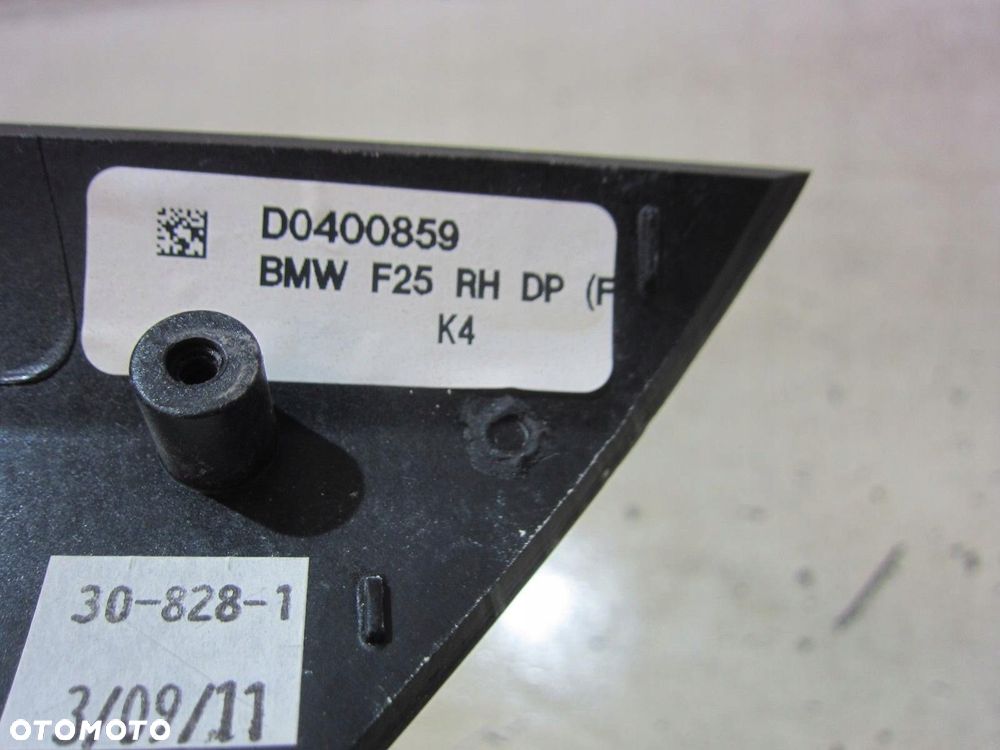 D0400859
BMW F25 RH DP (F
K4
30-828-1
3/09/11
OTOMOTO